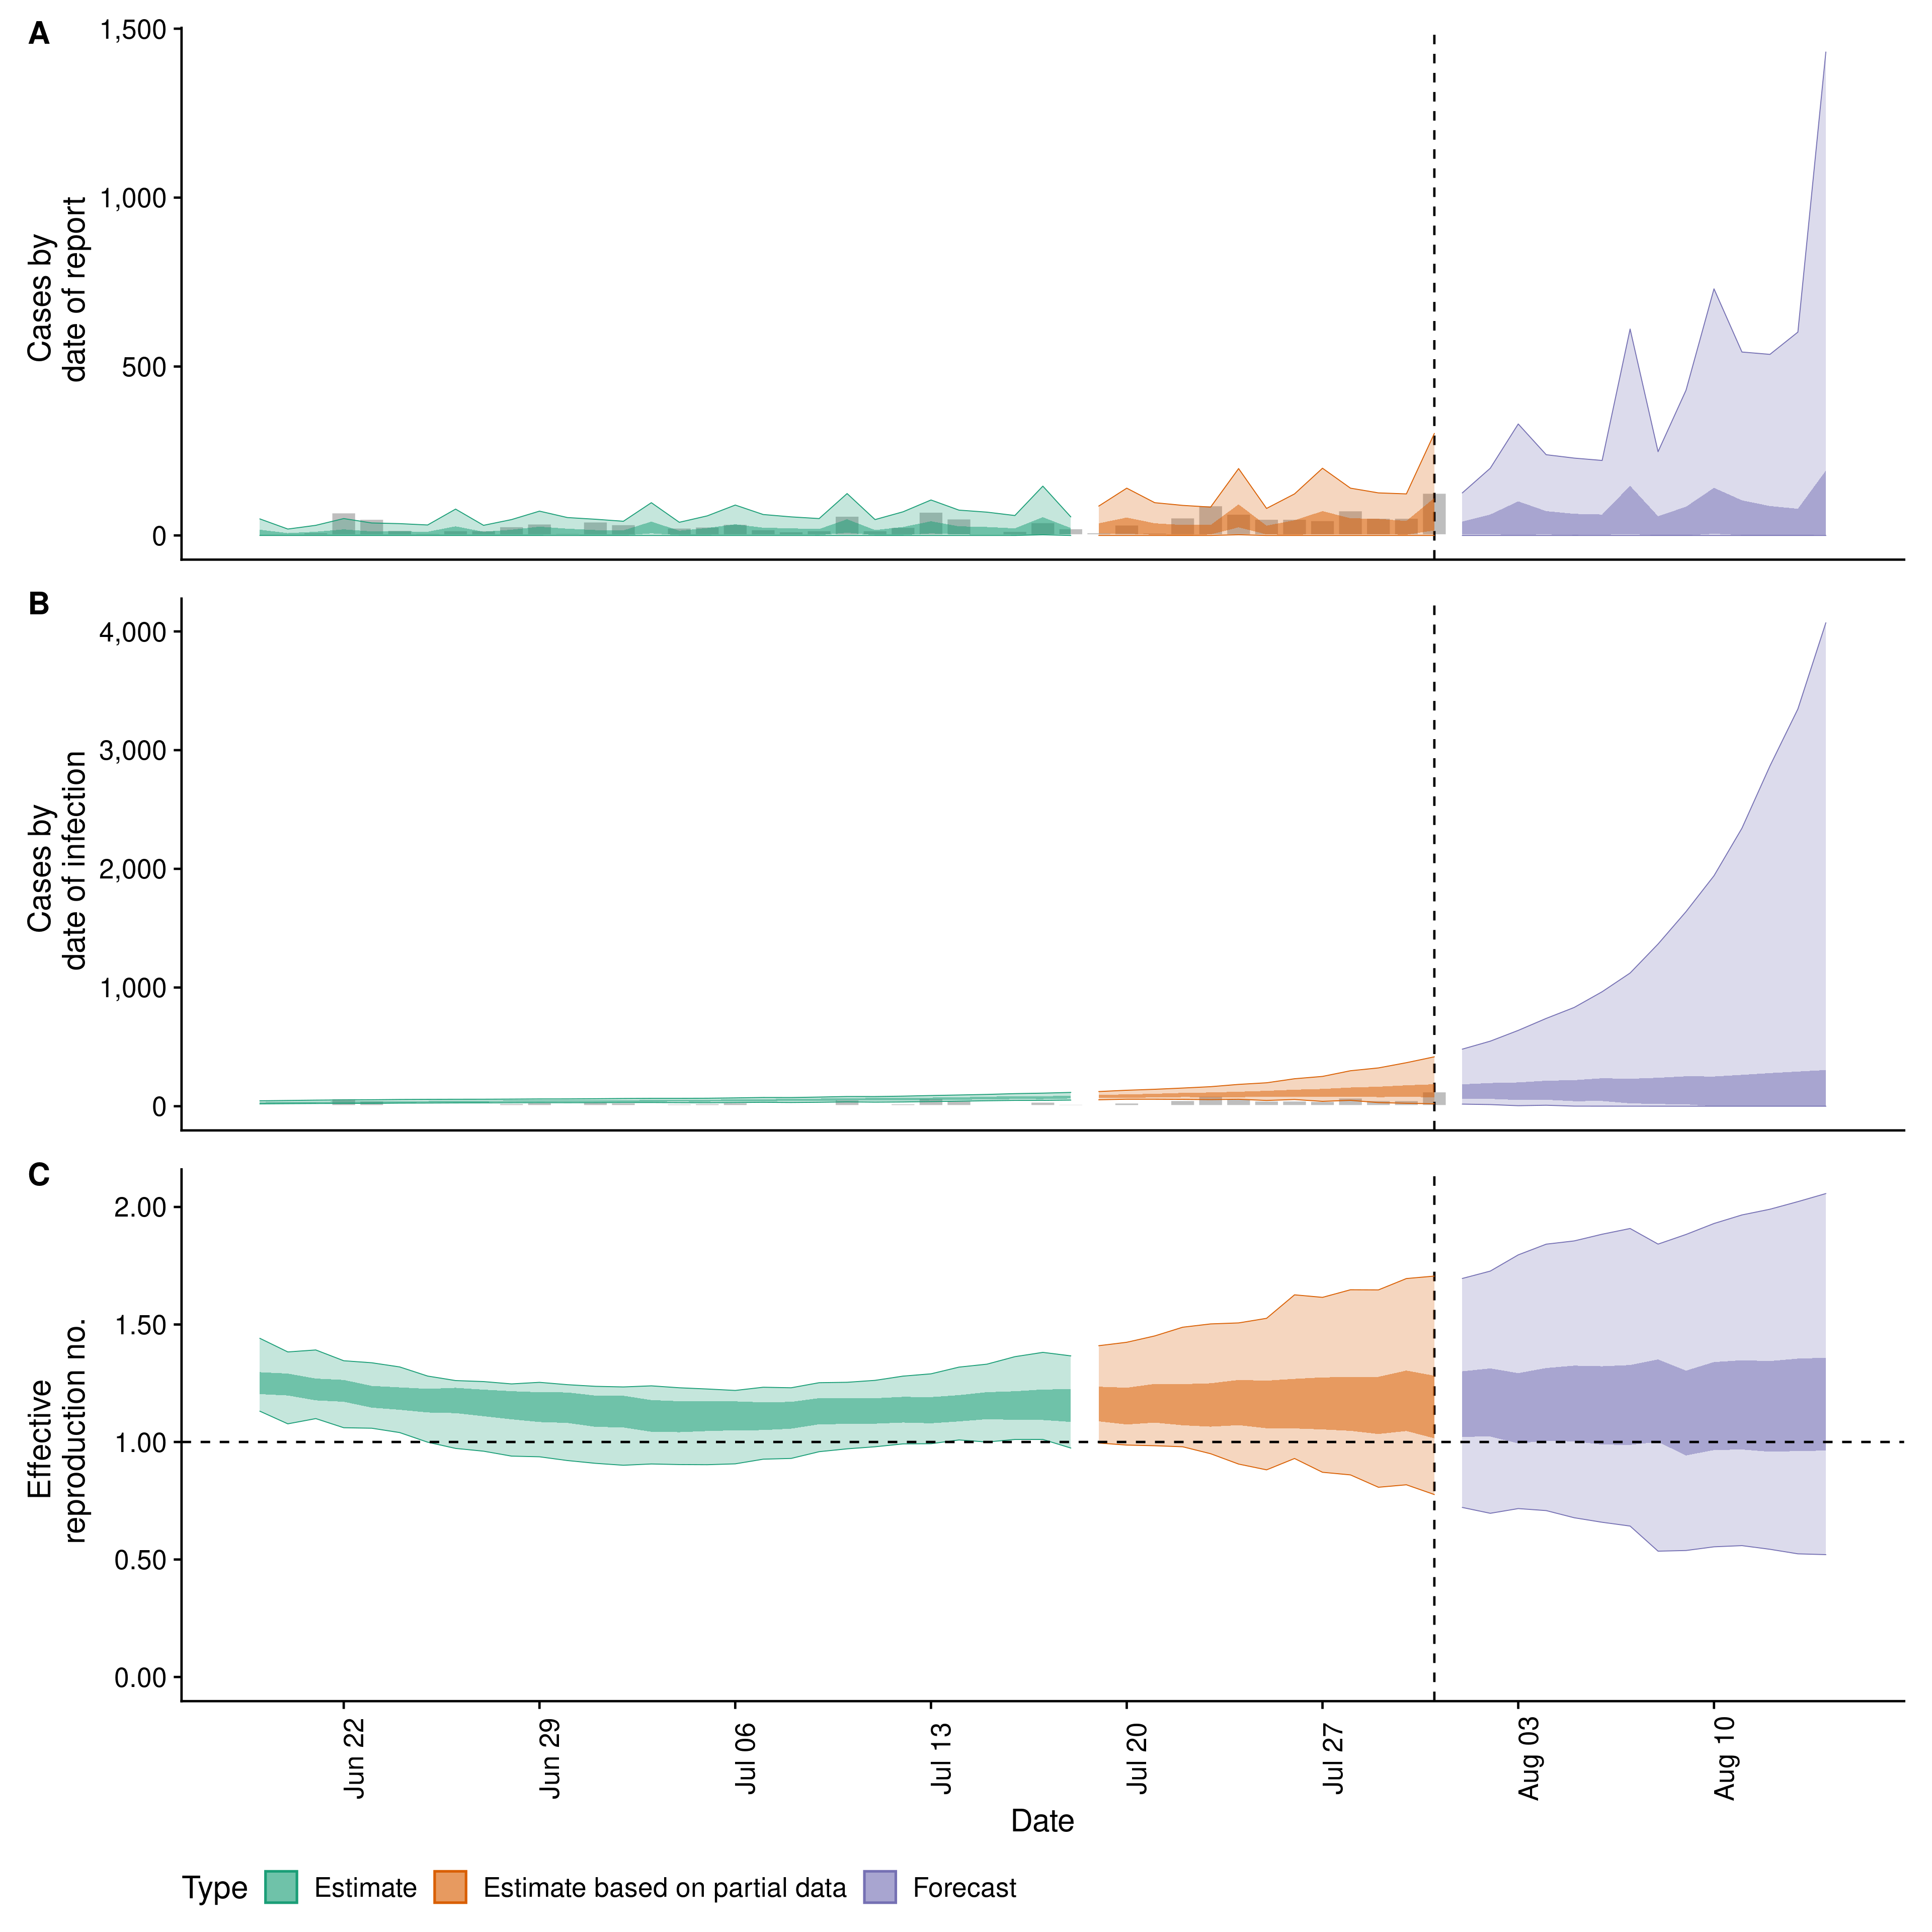 A
1,500
1,000
500
0
Cases by
date of report
B
4,000
3,000
2,000
1,000
0
Cases by
date of infection
C
2.00
1.50
1.00
0.50
0.00
Effective
reproduction no.
Jun 22
Jun 29
Jul 06
Jul 13
Jul 20
Jul 27
Aug 03
Aug 10
Date
Type
Estimate
Estimate based on partial data
Forecast